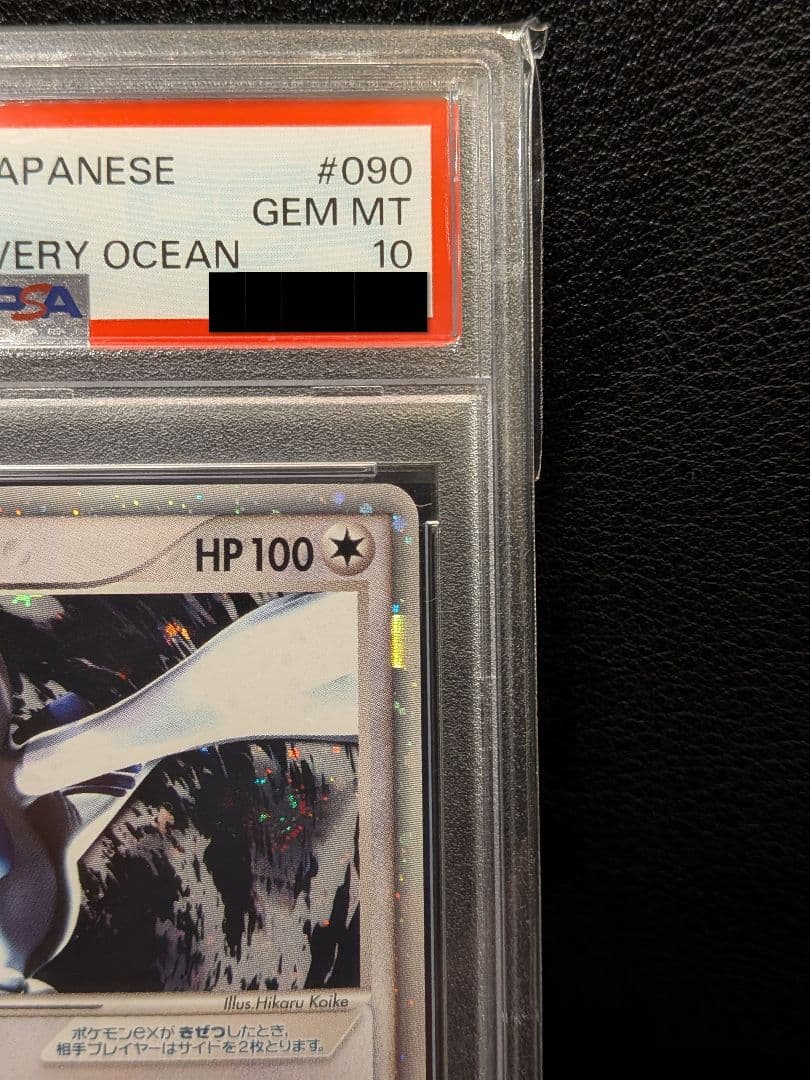 APANESE #090
GEM MT
VERY OCEAN 10
PSA
HP 100
Illus. Hikaru Koike
ポケモンexがきぜつしたとき、
相手プレイヤーはサイドを2枚とります。